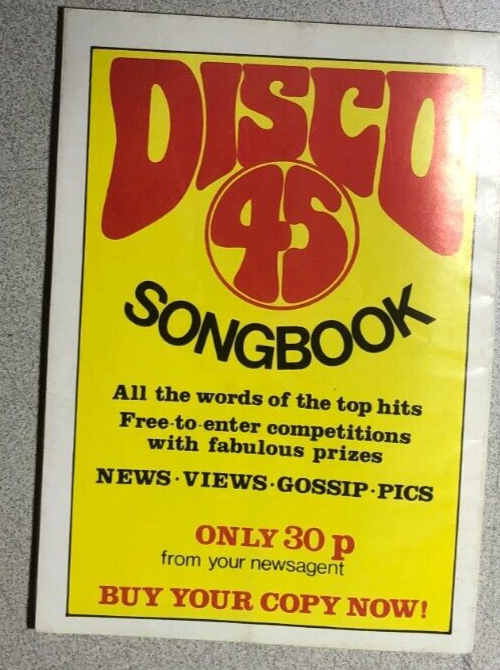 DISCO
45
SONGBOOK
All the words of the top hits
Free-to-enter competitions
with fabulous prizes
NEWS·VIEWS·GOSSIP·PICS
ONLY 30 p
from your newsagent
BUY YOUR COPY NOW!